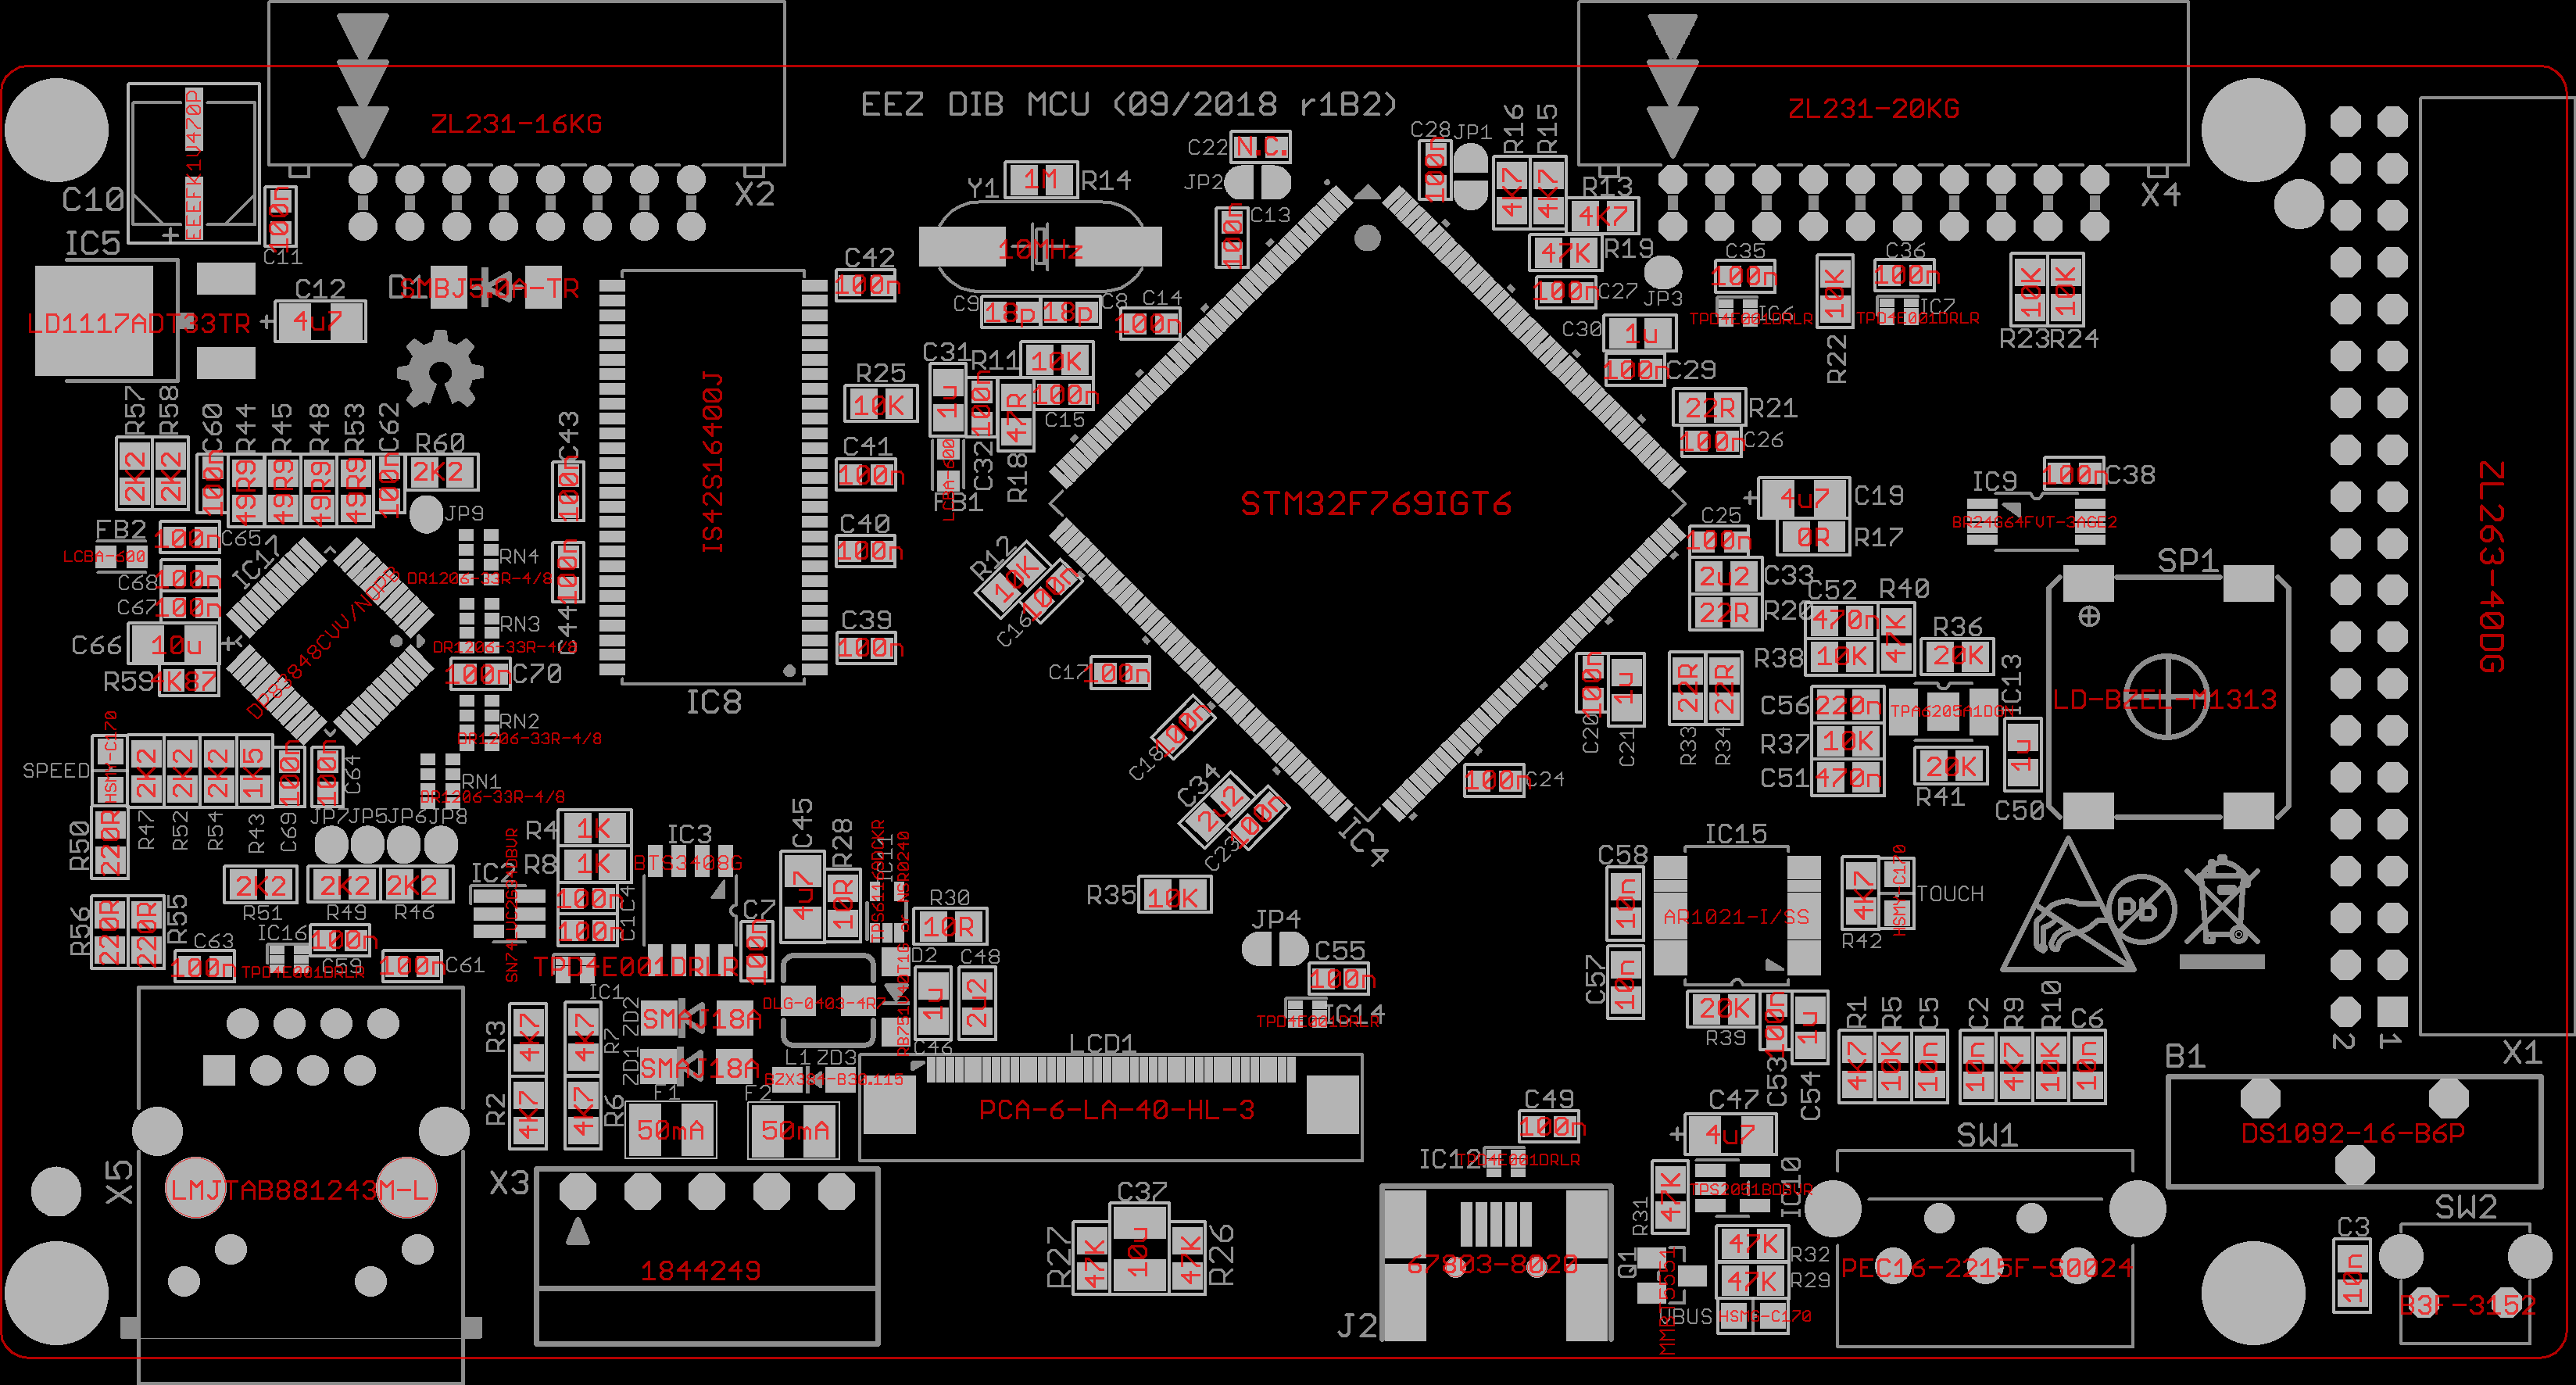 EEZ DIB MCU (09/2018 r1B2)
ZL231-16KG
X2
ZL231-20KG
X4
EEEFK1V470P
C10
100n
C11
IC5
LD1117ADT33TR
C12
4u7
D1
SMBJ5.0A-TR
Y1
1M
R14
10MHz
C9
18p
18p
C8
C14
100n
C22
N.C.
JP2
C13
100n
C28
JP1
100n
R16
R15
4K7
4K7
R13
4K7
47K
R19
100n
C27
JP3
C30
1u
100n
C29
C35
100n
IC6
TPD4E001DRLR
C36
100n
IC7
TPD4E001DRLR
10K
R22
10K
10K
R23
R24
22R
R21
100n
C26
C42
100n
R25
10K
C31
1u
R11
10K
100n
100n
C15
47R
R18
C32
FB1
LCBA-600
C41
100n
C40
100n
C39
100n
IS42S16400J
IC8
C43
100n
100n
C44
R57
R58
C60
R44
R45
R48
R53
C62
R60
2K2
2K2
100n
49R9
49R9
49R9
49R9
100n
2K2
JP9
FB2
LCBA-600
100n
C65
C68
100n
C67
100n
C66
10u
R59
4K87
IC17
DP83848CVV/NOPB
RN4
DR1206-33R-4/8
RN3
DR1206-33R-4/8
100n
C70
RN2
DR1206-33R-4/8
RN1
DR1206-33R-4/8
SPEED
HSMY-C170
2K2
2K2
2K2
1K5
100n
100n
C64
R47
R52
R54
R43
C69
JP7
JP5
JP6
JP8
R50
220R
R56
220R
220R
R55
2K2
R51
2K2
R49
2K2
R46
C63
100n
IC16
TPD4E001DRLR
100n
C59
100n
C61
STM32F769IGT6
IC4
R12
10K
100n
C16
C17
100n
100n
C18
C34
2u2
100n
C23
100n
C24
R35
10K
4u7
C19
C25
100n
0R
R17
2u2
C33
22R
R20
100n
1u
C20
C21
22R
22R
R33
R34
IC9
BR24G64FVT-3AGE2
100n
C38
C52
R40
470n
47K
R38
10K
R36
20K
C56
220n
IC13
TPA6205A1DGN
R37
10K
C51
470n
20K
R41
1u
C50
SP1
LD-BZEL-M1313
ZL263-40DG
X1
2
1
R4
1K
R8
1K
100n
C4
100n
C1
IC2
IC3
BTS3408G
C7
100n
TPD4E001DRLR
IC1
C45
4u7
R28
10R
IC11
R30
10R
D2
1u
C46
C48
2u2
DLG-0403-4R7
L1
ZD2
SMAJ18A
ZD1
SMAJ18A
ZD3
BZX384-B30.115
R3
4K7
4K7
R7
R2
4K7
4K7
R6
F1
50mA
F2
50mA
LCD1
PCA-6-LA-40-HL-3
JP4
C55
100n
IC14
TPD4E001DRLR
C58
10n
C57
10n
IC15
AR1021-I/SS
4K7
R42
HSMY-C170
TOUCH
Pb
20K
R39
100n
C53
1u
C54
R1
R5
C5
C2
R9
R10
C6
4K7
10K
10n
10n
4K7
10K
10n
B1
DS1092-16-B6P
C49
100n
IC12
TPD4E001DRLR
C47
4u7
R31
47K
IC10
TPS2051BDBVR
47K
R32
47K
R29
VBUS
HSMG-C170
Q1
MMBT5551
SW1
PEC16-2215F-S0024
SW2
B3F-3152
C3
10n
X5
LMJTAB881243M-L
X3
1844249
C37
10u
R27
47K
47K
R26
J2
67803-8020